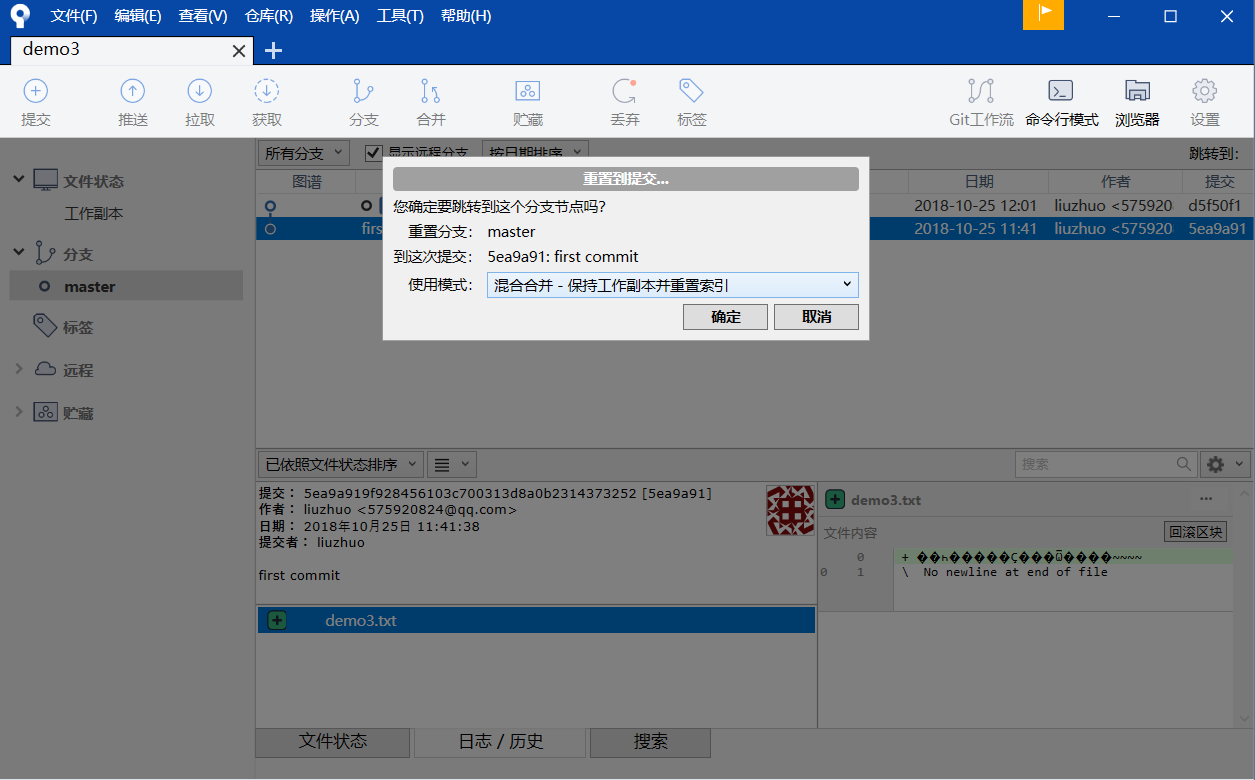 文件(F) 编辑(E) 查看(V) 仓库(R) 操作(A) 工具(T) 帮助(H)
demo3
提交 推送 拉取 获取 分支 合并 贮藏 丢弃 标签 Git工作流 命令行模式 浏览器 设置
所有分支 显示远程分支 按日期排序 跳转到:
图谱 日期 作者 提交
2018-10-25 12:01 liuzhuo <575920 d5f50f1
firs 2018-10-25 11:41 liuzhuo <575920 5ea9a91
文件状态
工作副本
分支
master
标签
远程
贮藏
重置到提交...
您确定要跳转到这个分支节点吗?
重置分支: master
到这次提交: 5ea9a91: first commit
使用模式: 混合合并 - 保持工作副本并重置索引
确定 取消
已依照文件状态排序 搜索
提交： 5ea9a919f928456103c700313d8a0b2314373252 [5ea9a91]
作者： liuzhuo <575920824@qq.com>
日期： 2018年10月25日 11:41:38
提交者： liuzhuo
first commit
demo3.txt
demo3.txt ...
文件内容 回滚区块
0 + ��һ�����Ç���ῶ����~~~~
0 1 \ No newline at end of file
文件状态 日志 / 历史 搜索